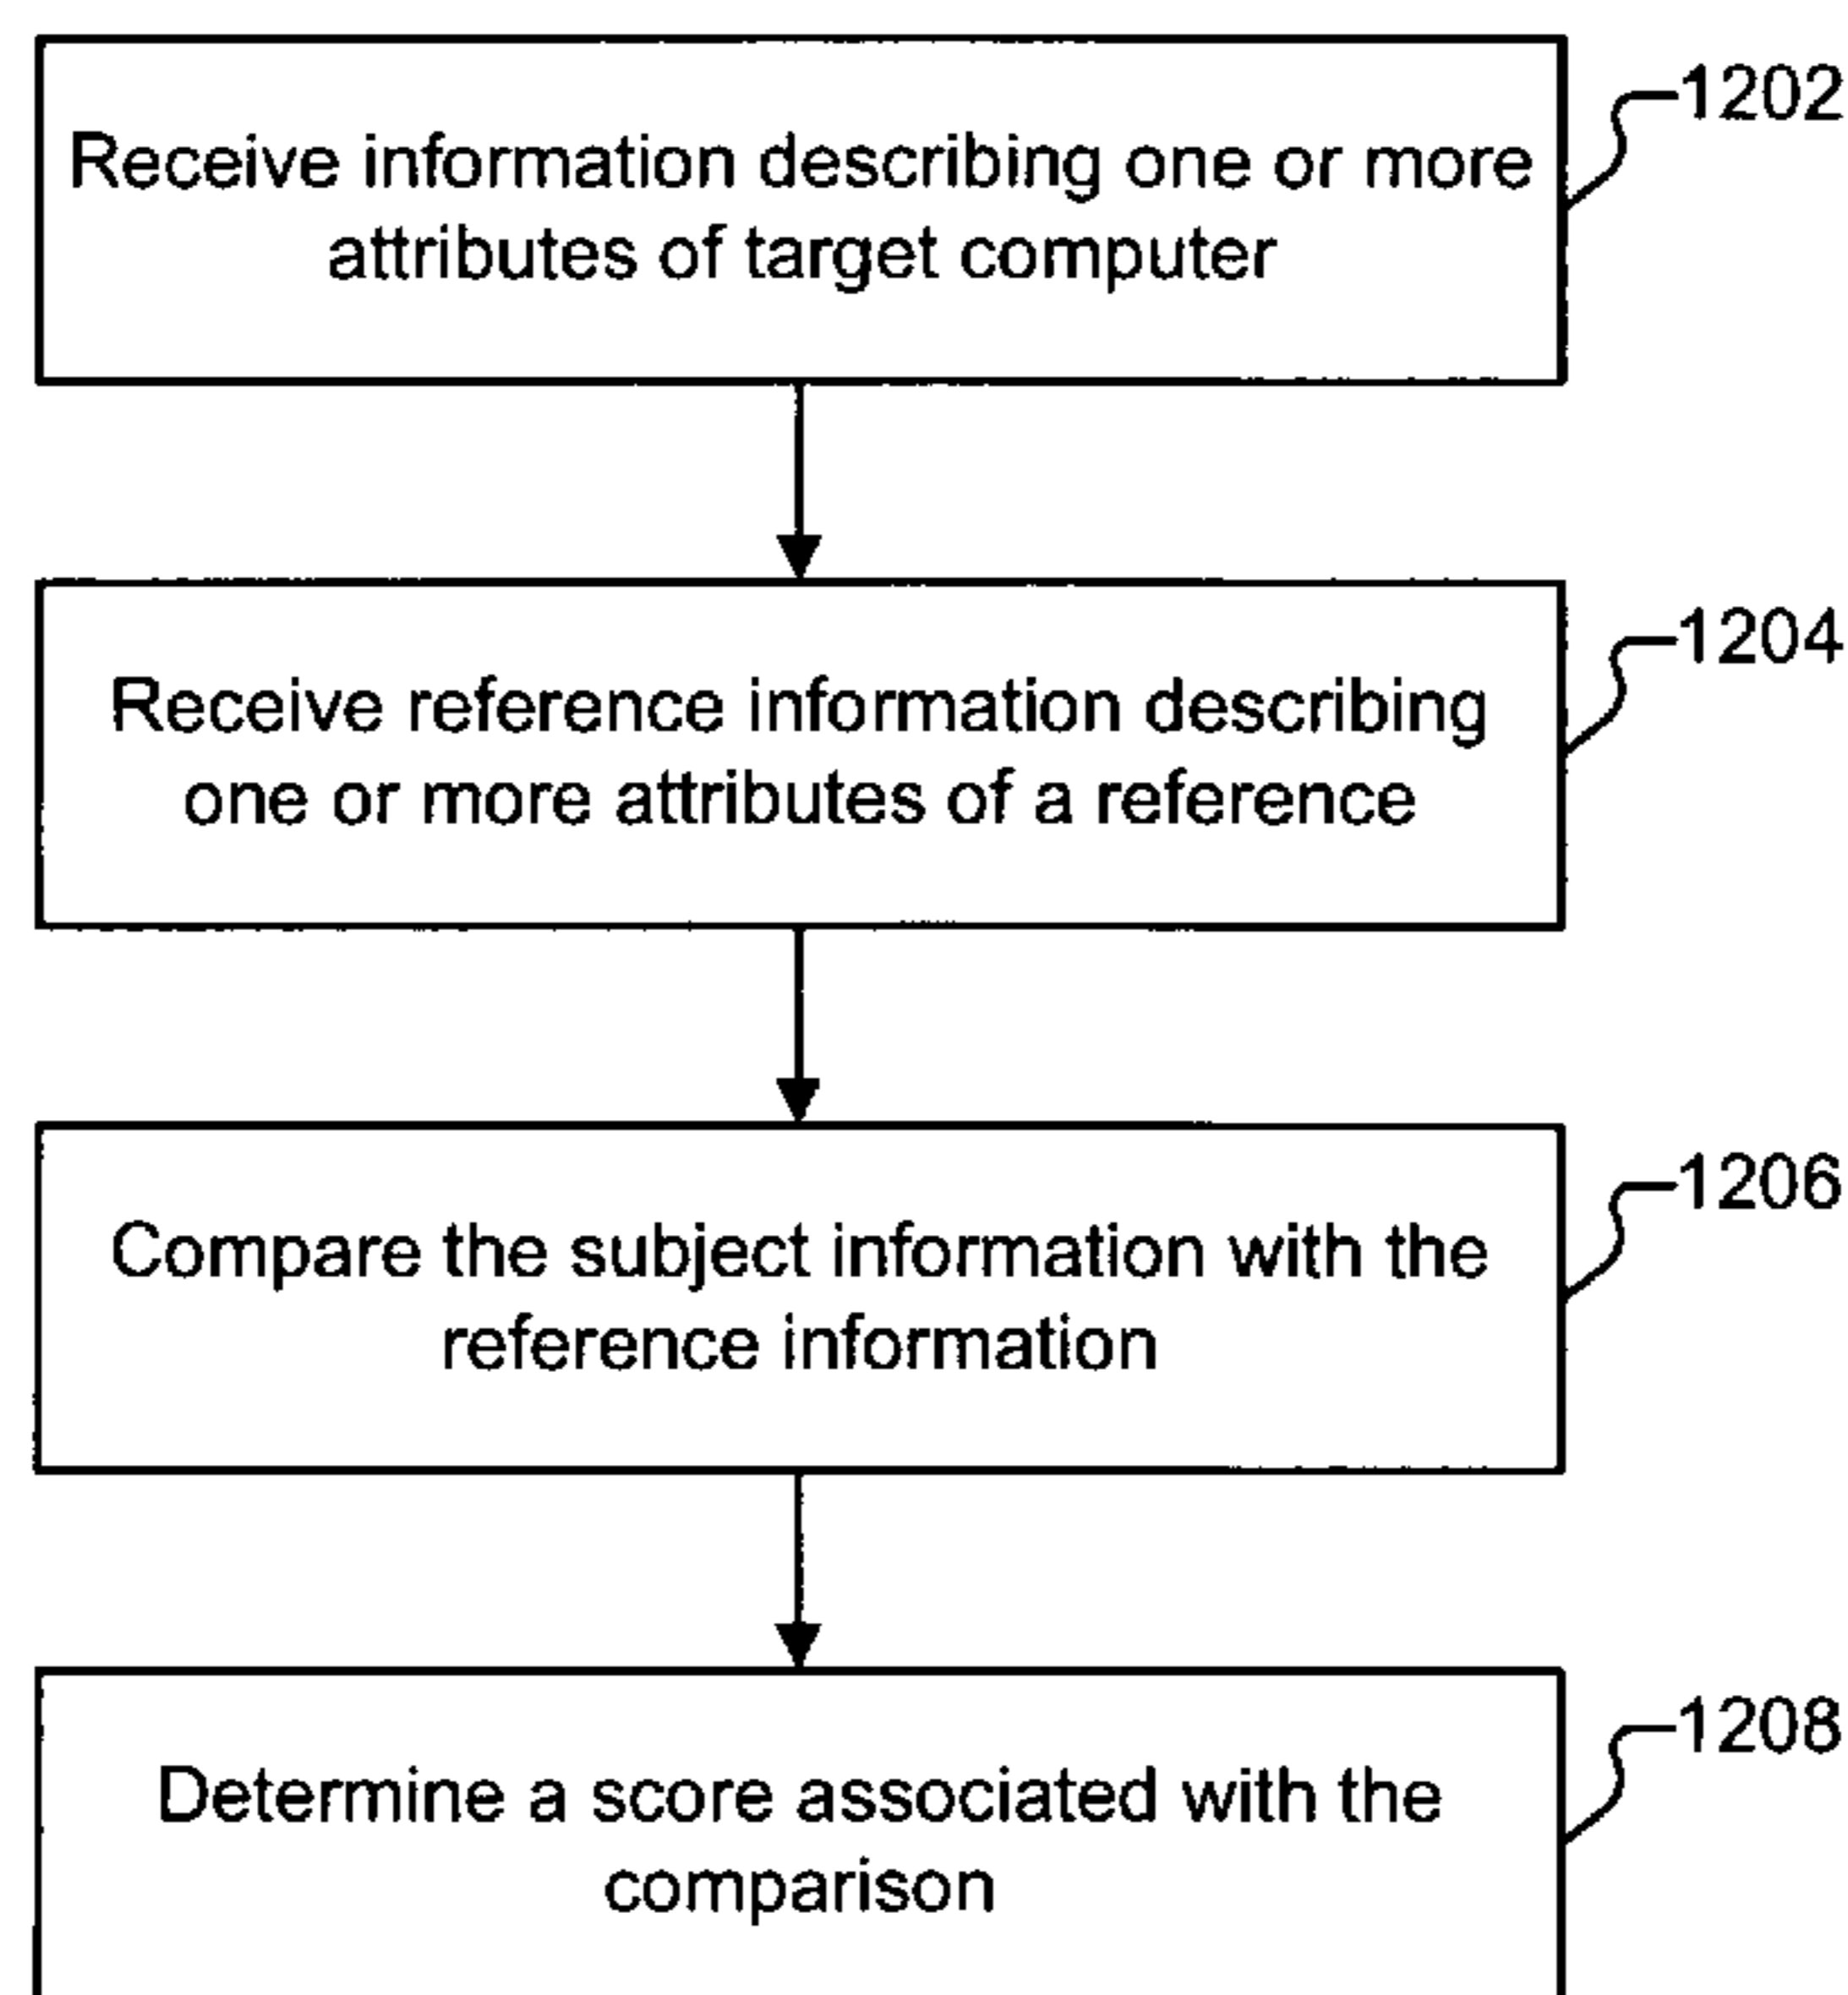 1202
Receive information describing one or more
attributes of target computer
1204
Receive reference information describing
one or more attributes of a reference
1206
Compare the subject information with the
reference information
1208
Determine a score associated with the
comparison